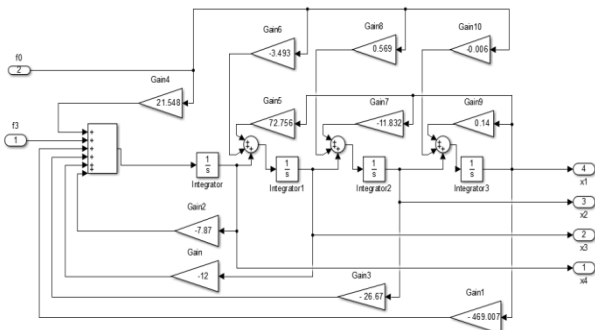 Gain6
Gain8
Gain10
-3.493
0.569
-0.006
f0
2
Gain4
21.548
Gain5
72.756
Gain7
-11.832
Gain9
0.14
f3
1
1
s
Integrator
1
s
Integrator1
1
s
Integrator2
1
s
Integrator3
4
x1
3
x2
2
x3
1
x4
Gain2
-7.87
Gain
-12
Gain3
- 26.67
Gain1
- 469.007